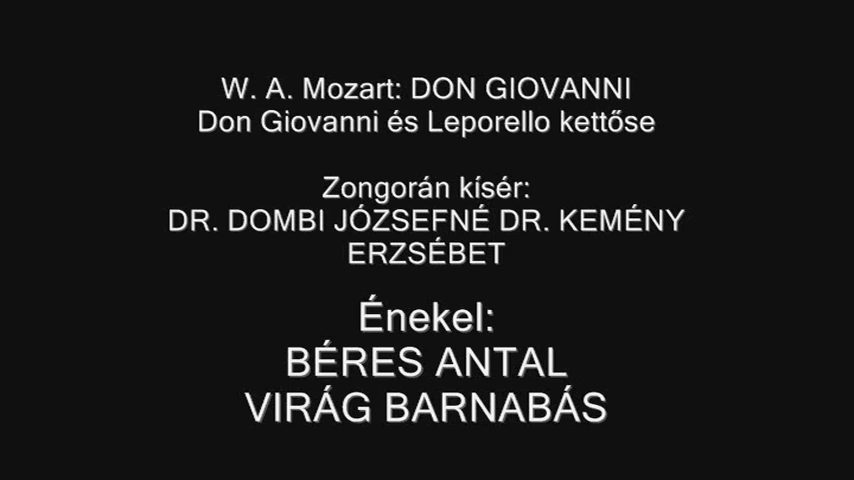 W. A. Mozart: DON GIOVANNI
Don Giovanni és Leporello kettőse
Zongorán kísér:
DR. DOMBI JÓZSEFNÉ DR. KEMÉNY
ERZSÉBET
Énekel:
BÉRES ANTAL
VIRÁG BARNABÁS